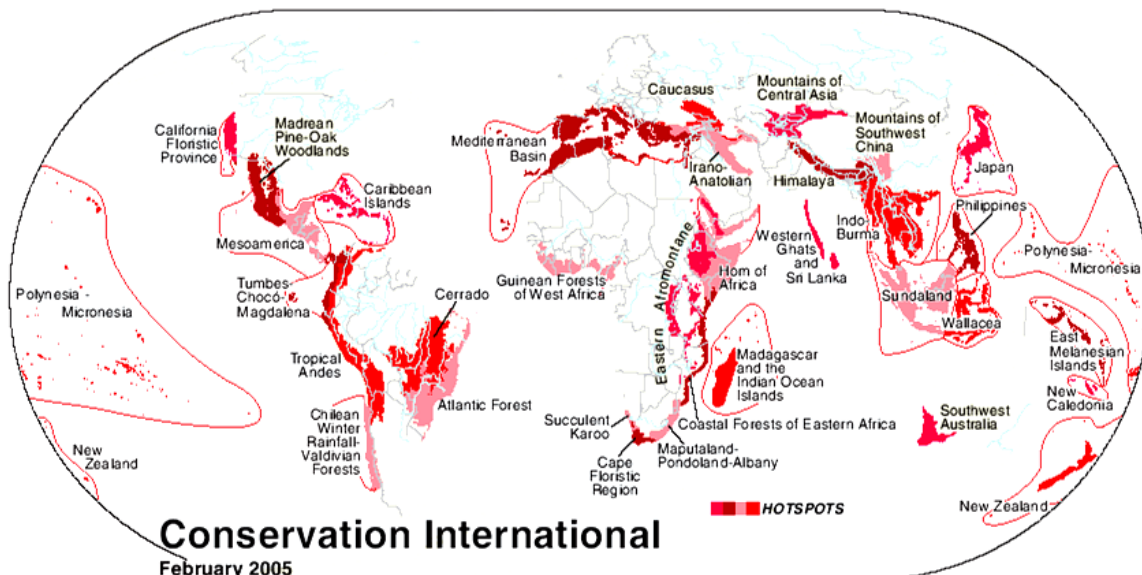 California
Floristic
Province
Madrean
Pine-Oak
Woodlands
Caribbean
Islands
Mesoamerica
Polynesia -
Micronesia
Tumbes-
Chocó-
Magdalena
Tropical
Andes
Cerrado
Atlantic Forest
Chilean
Winter
Rainfall-
Valdivian
Forests
New
Zealand
Mediterranean
Basin
Caucasus
Irano-
Anatolian
Mountains of
Central Asia
Mountains of
Southwest
China
Himalaya
Japan
Philippines
Indo-
Burma
Western
Ghats
and
Sri Lanka
Guinean Forests
of West Africa
Eastern Afromontane
Horn of
Africa
Sundaland
Wallacea
Polynesia-
Micronesia
East
Melanesian
Islands
New
Caledonia
Madagascar
and the
Indian Ocean
Islands
Southwest
Australia
Succulent
Karoo
Coastal Forests of Eastern Africa
Maputaland-
Pondoland-Albany
Cape
Floristic
Region
New Zealand
HOTSPOTS
Conservation International
February 2005